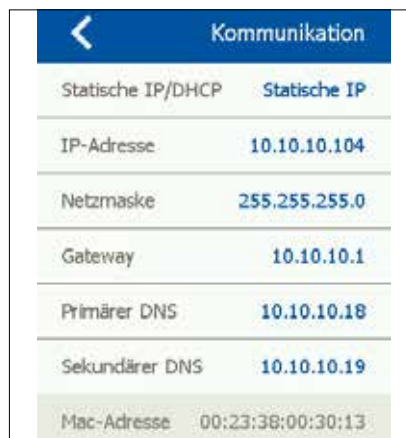 Kommunikation
Statische IP/DHCP Statische IP
IP-Adresse 10.10.10.104
Netzmaske 255.255.255.0
Gateway 10.10.10.1
Primärer DNS 10.10.10.18
Sekundärer DNS 10.10.10.19
Mac-Adresse 00:23:38:00:30:13